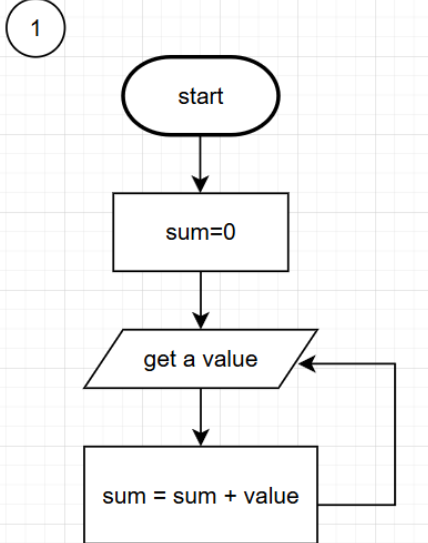 1
start
sum=0
get a value
sum = sum + value